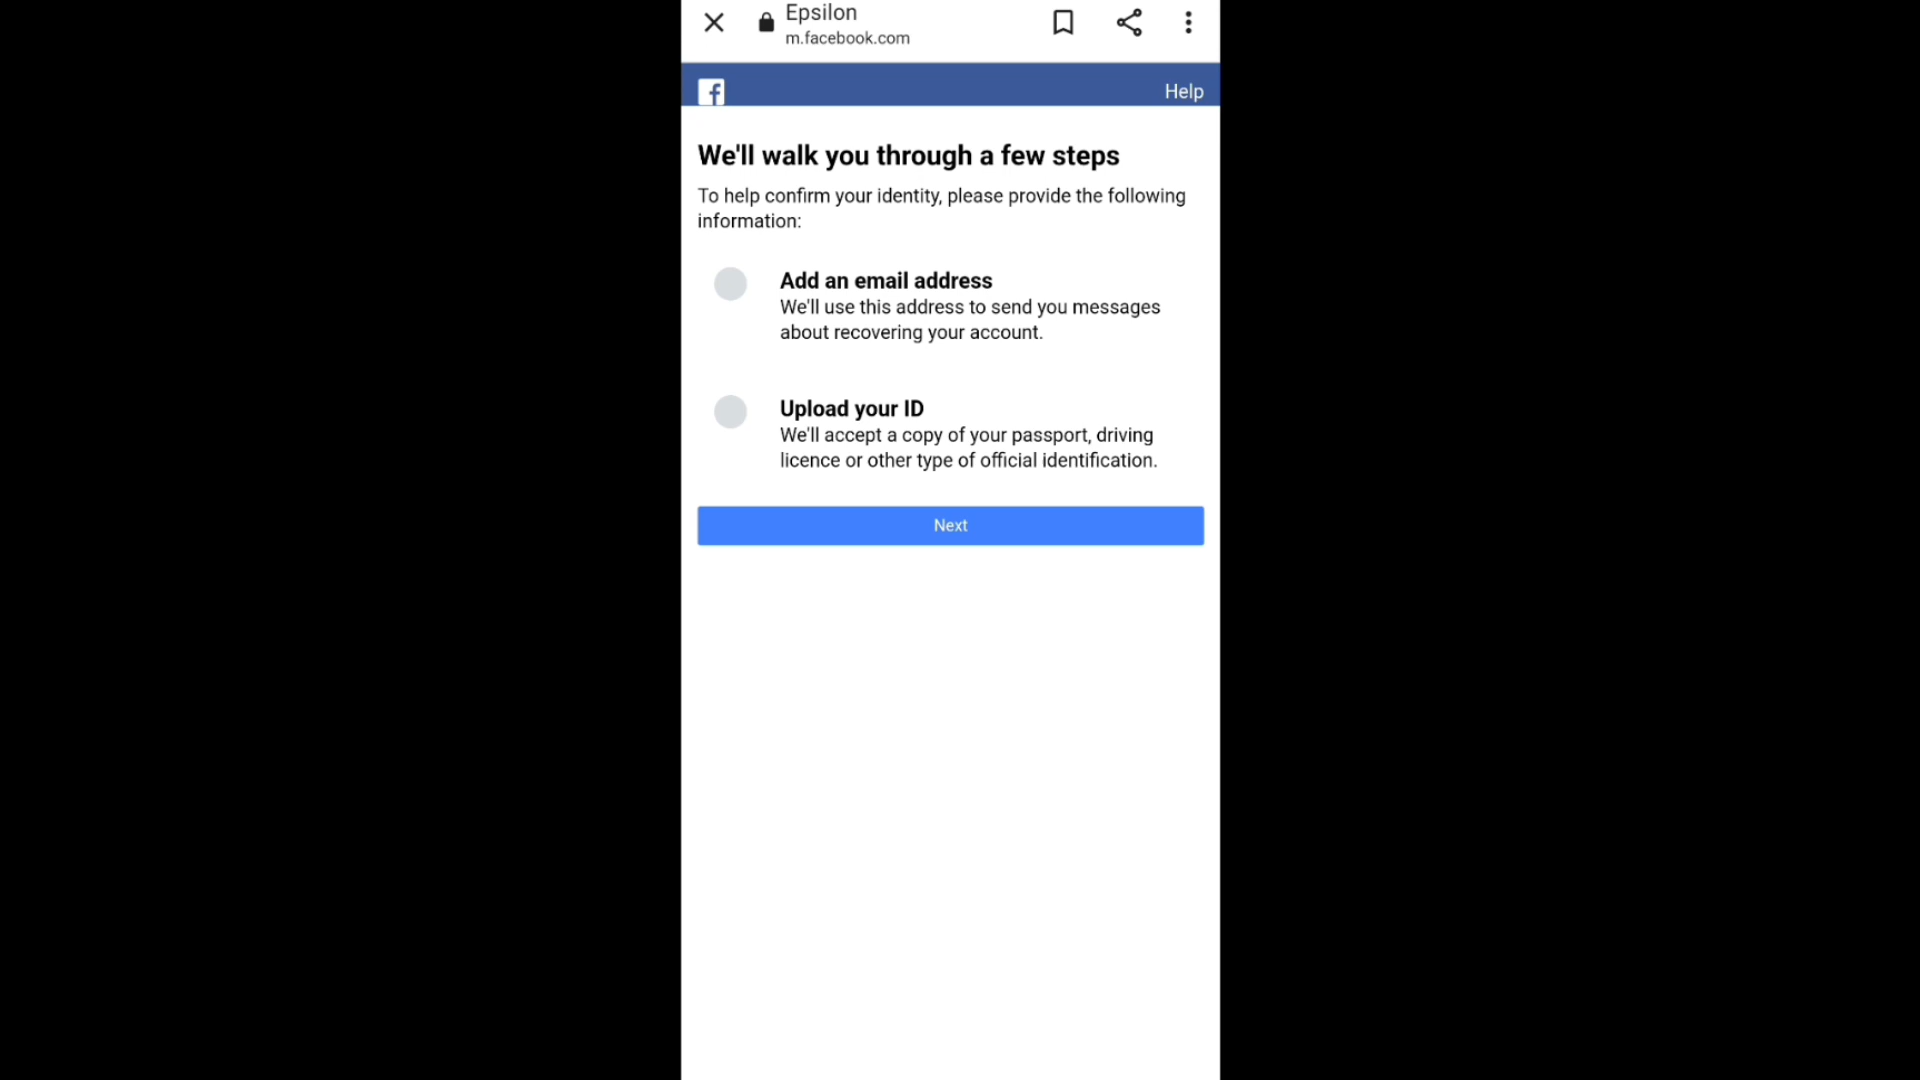 Epsilon
m.facebook.com
Help
We'll walk you through a few steps
To help confirm your identity, please provide the following
information:
Add an email address
We'll use this address to send you messages
about recovering your account.
Upload your ID
We'll accept a copy of your passport, driving
licence or other type of official identification.
Next